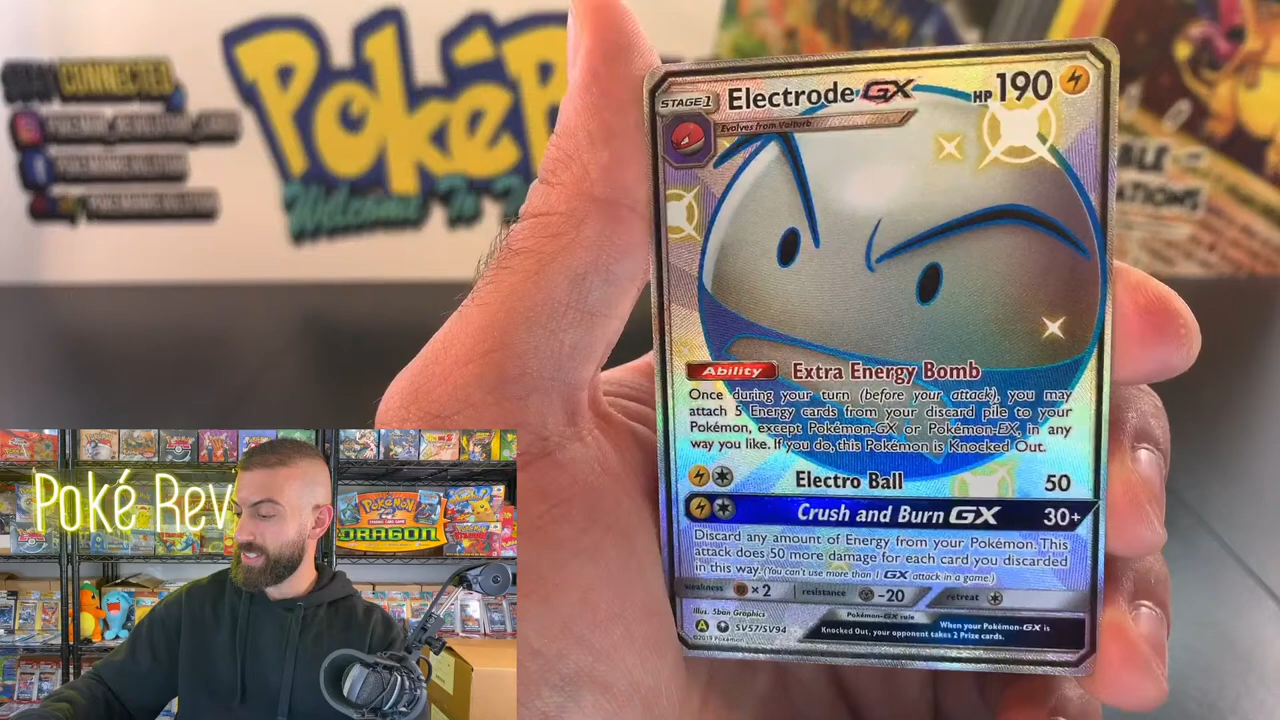 CONNECTED
Poké
Welcome To
STAGE 1
Electrode GX
HP 190
Evolves from Voltorb
Ability Extra Energy Bomb
Once during your turn (before your attack), you may
attach 5 Energy cards from your discard pile to your
Pokémon, except Pokémon-GX or Pokémon-EX, in any
way you like. If you do, this Pokémon is Knocked Out.
Electro Ball 50
Crush and Burn GX 30+
Discard any amount of Energy from your Pokémon. This
attack does 50 more damage for each card you discarded
in this way. (You can't use more than 1 GX attack in a game.)
weakness ×2 resistance -20 retreat
Illus. 5ban Graphics
A SV57/SV94
©2019 Pokémon
Pokémon-GX rule
When your Pokémon-GX is
Knocked Out, your opponent takes 2 Prize cards.
Poké Rev
POKÉMON
DRAGON